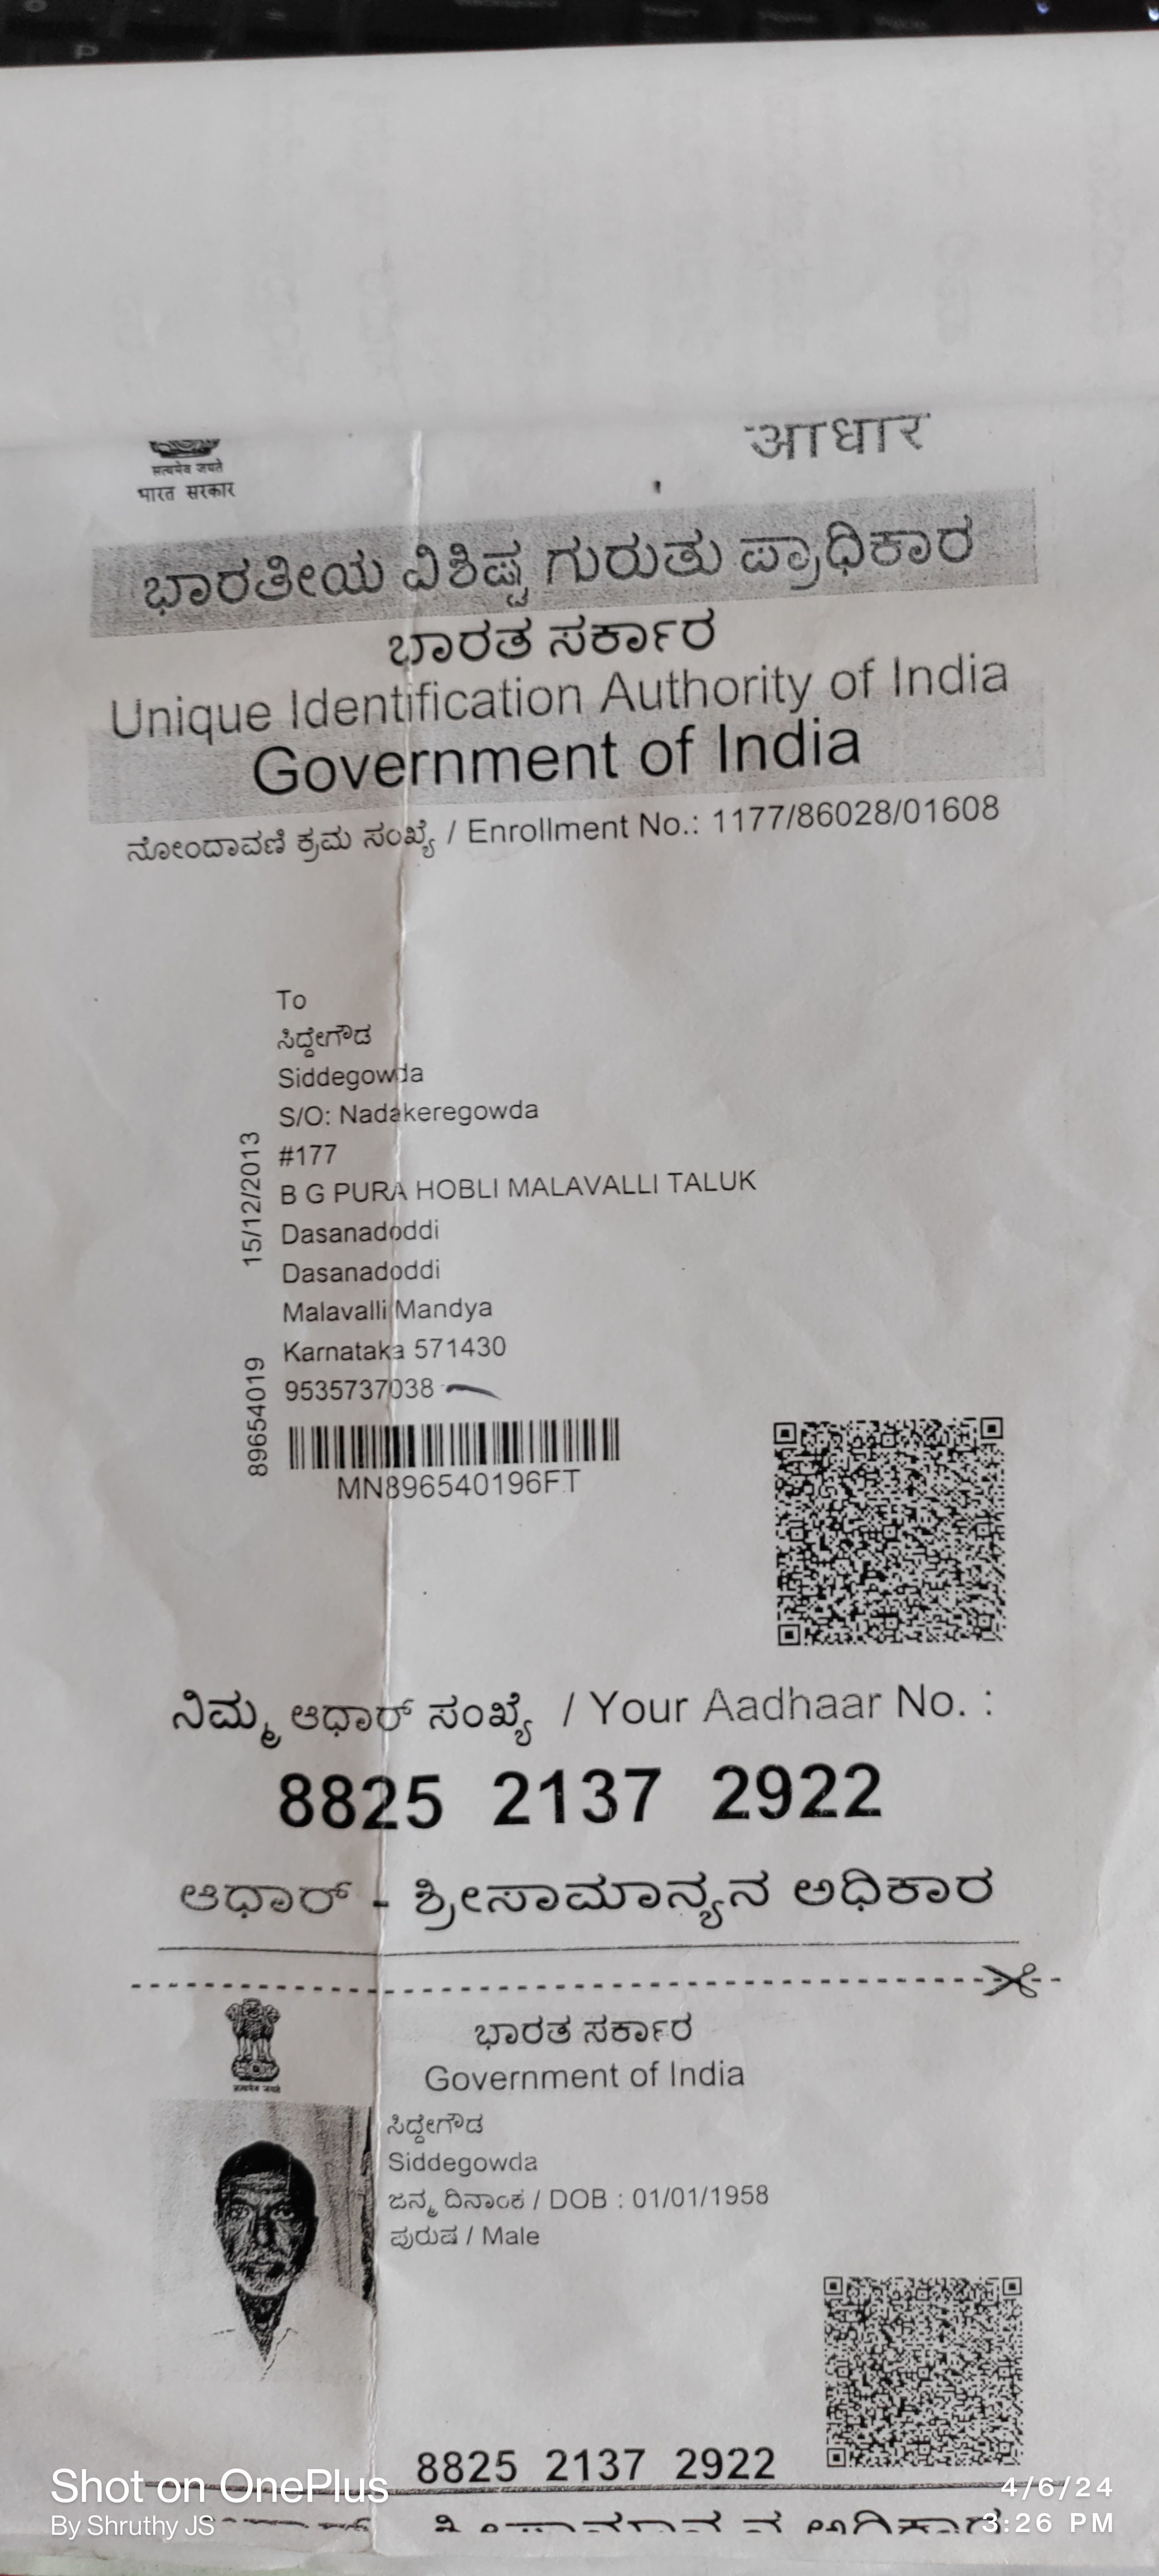 आधार
सत्यमेव जयते
भारत सरकार
ಭಾರತೀಯ ವಿಶಿಷ್ಟ ಗುರುತು ಪ್ರಾಧಿಕಾರ
ಭಾರತ ಸರ್ಕಾರ
Unique Identification Authority of India
Government of India
ನೋಂದಾವಣಿ ಕ್ರಮ ಸಂಖ್ಯೆ / Enrollment No.: 1177/86028/01608
To
ಸಿದ್ದೇಗೌಡ
Siddegowda
S/O: Nadakeregowda
#177
B G PURA HOBLI MALAVALLI TALUK
Dasanadoddi
Dasanadoddi
Malavalli Mandya
Karnataka 571430
9535737038
15/12/2013
89654019
MN896540196FT
ನಿಮ್ಮ ಆಧಾರ್ ಸಂಖ್ಯೆ / Your Aadhaar No. :
8825 2137 2922
ಆಧಾರ್ - ಶ್ರೀಸಾಮಾನ್ಯನ ಅಧಿಕಾರ
सत्यमेव जयते
ಭಾರತ ಸರ್ಕಾರ
Government of India
ಸಿದ್ದೇಗೌಡ
Siddegowda
ಜನ್ಮ ದಿನಾಂಕ / DOB : 01/01/1958
ಪುರುಷ / Male
8825 2137 2922
Shot on OnePlus
By Shruthy JS
4/6/24
3:26 PM